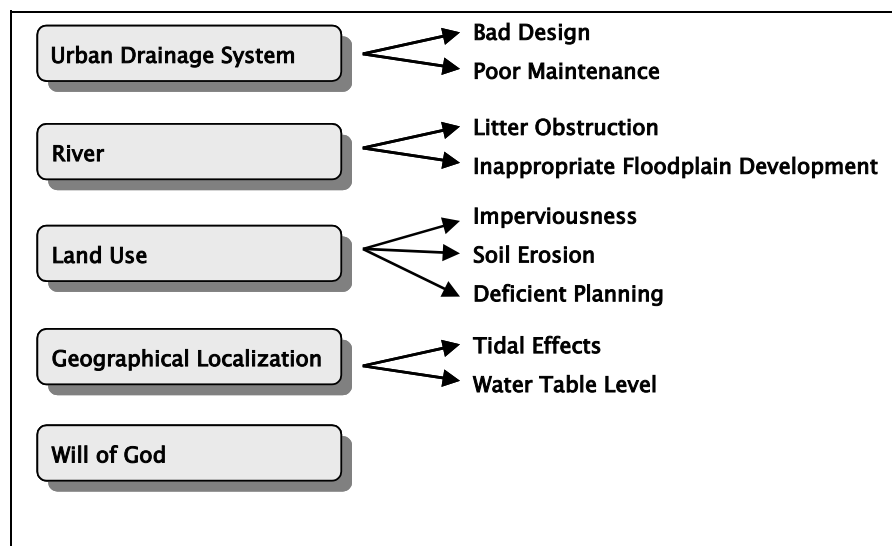 Urban Drainage System
Bad Design
Poor Maintenance
River
Litter Obstruction
Inappropriate Floodplain Development
Land Use
Imperviousness
Soil Erosion
Deficient Planning
Geographical Localization
Tidal Effects
Water Table Level
Will of God